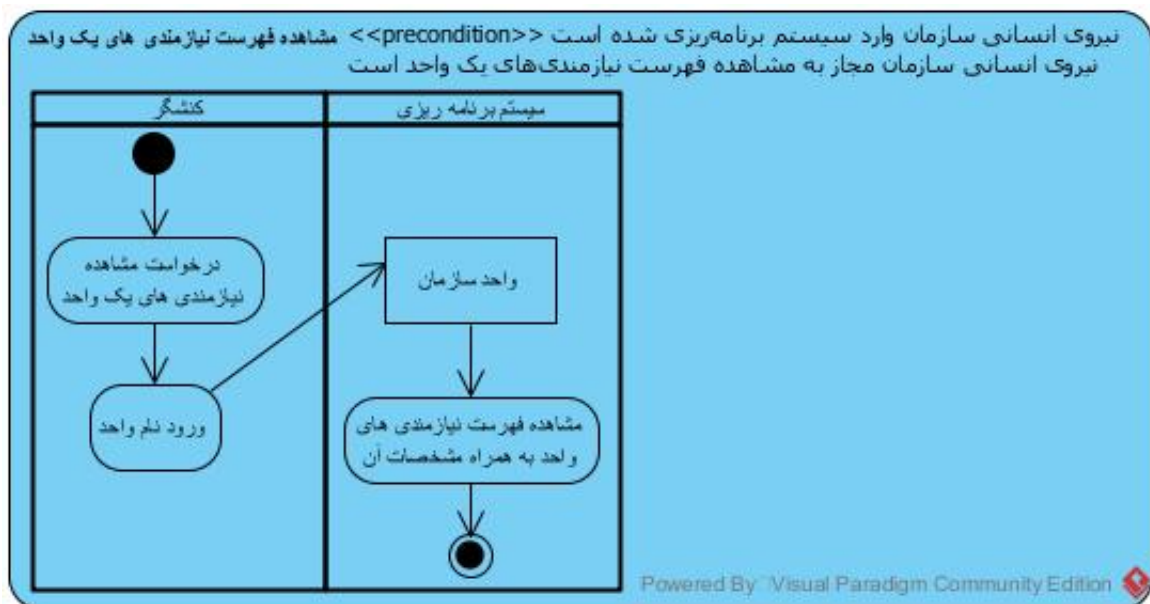 مشاهده فهرست نیازمندی های یک واحد <<precondition>> نیروی انسانی سازمان وارد سیستم برنامه‌ریزی شده است
نیروی انسانی سازمان مجاز به مشاهده فهرست نیازمندی‌های یک واحد است
کنشگر
سیستم برنامه ریزی
درخواست مشاهده
نیازمندی های یک واحد
ورود نام واحد
واحد سازمان
مشاهده فهرست نیازمندی های
واحد به همراه مشخصات آن
Powered By Visual Paradigm Community Edition